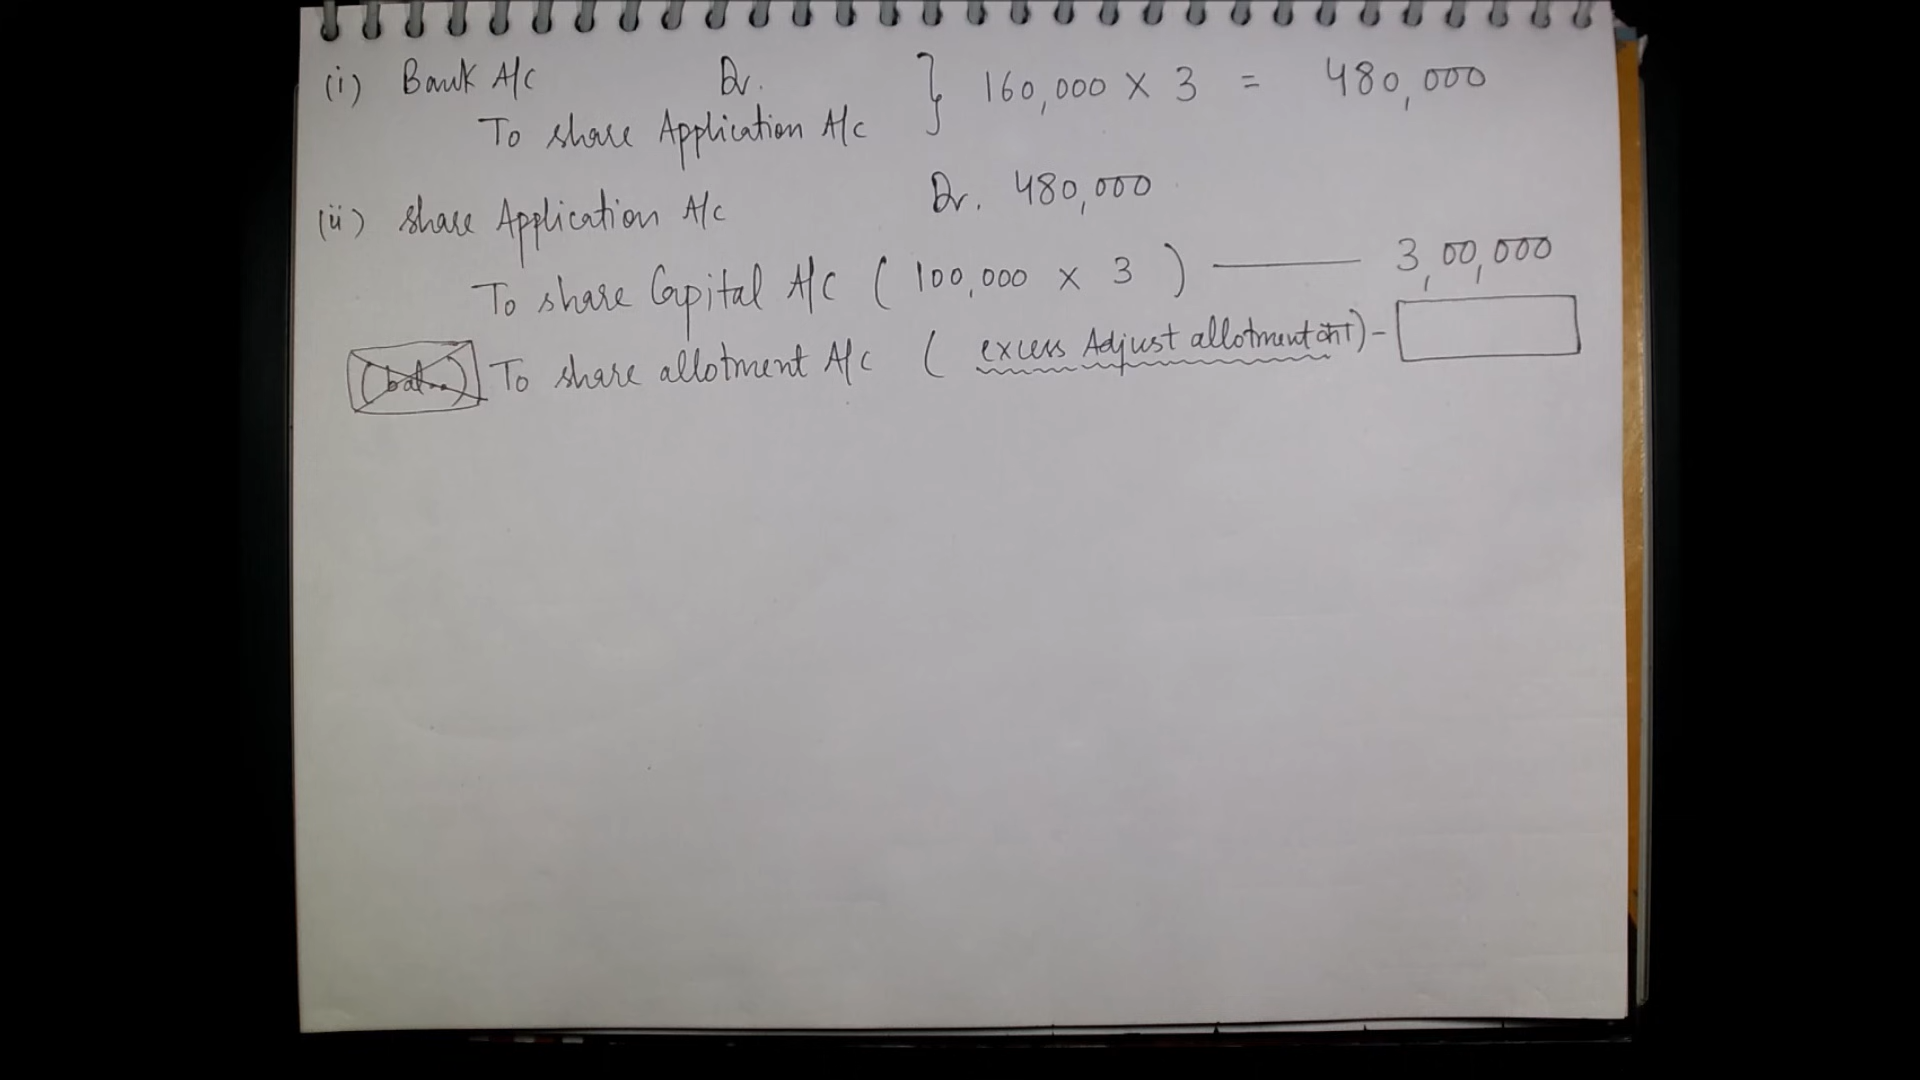 (i) Bank A/c Dr. } 160,000 × 3 = 480,000
To share Application A/c
(ii) share Application A/c Dr. 480,000
To share Capital A/c ( 100,000 × 3 ) —— 3,00,000
To share allotment A/c ( excess Adjust allotment) -